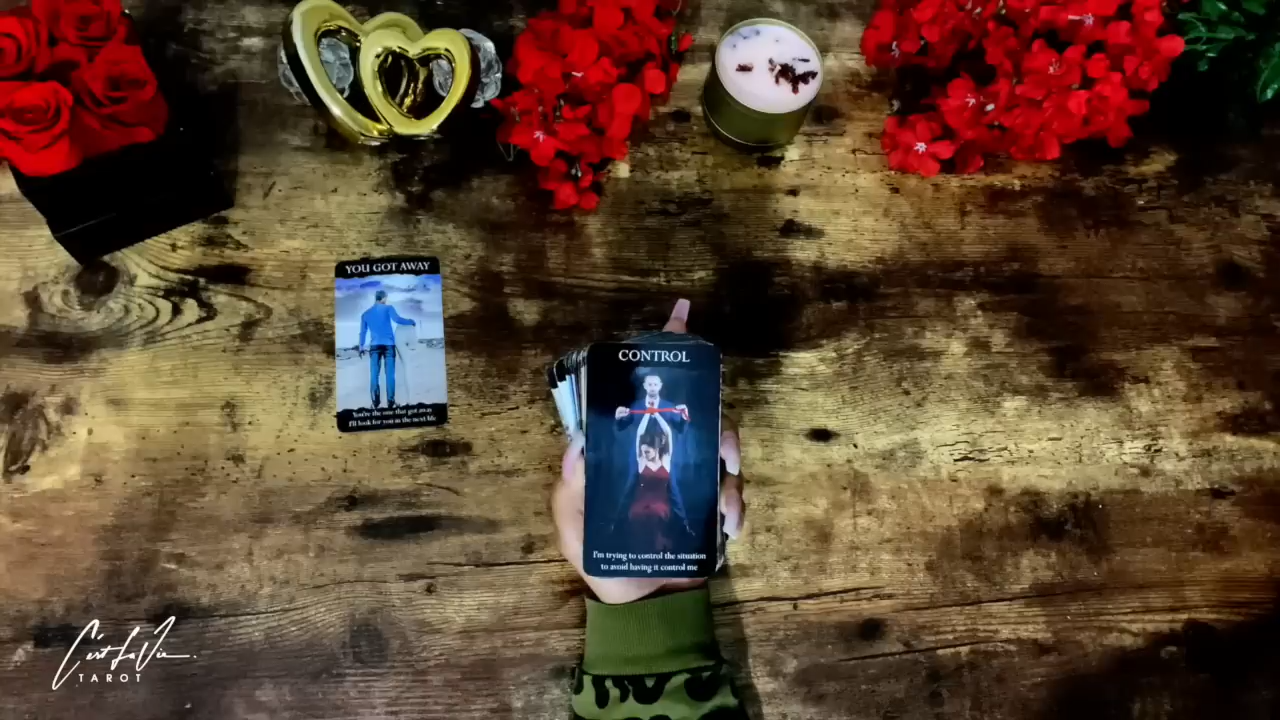 YOU GOT AWAY
You're the one that got away
I'll look for you in the next life
CONTROL
I'm trying to control the situation
to avoid having it control me
C'est La Vie
TAROT